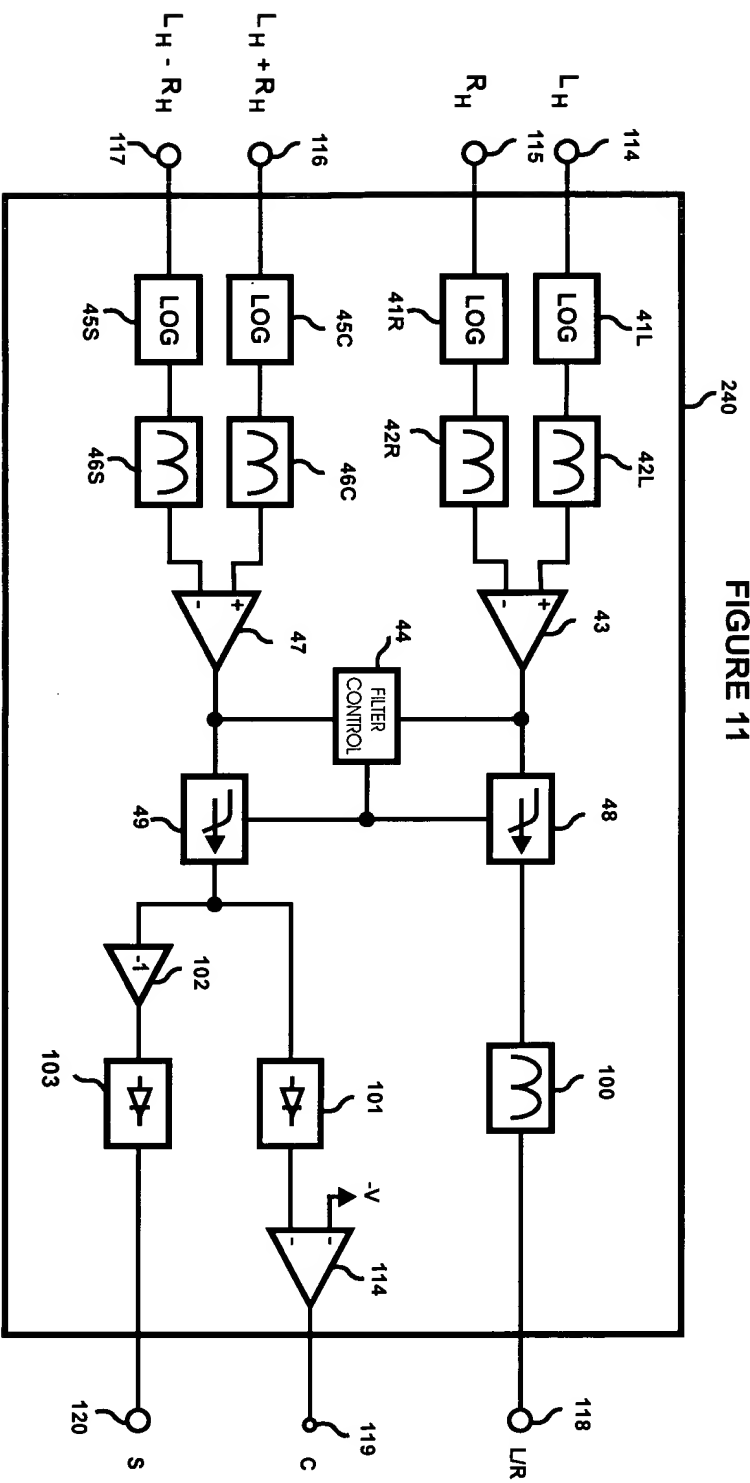 FIGURE 11
240
L_H
114
LOG
41L
42L
R_H
115
LOG
41R
42R
+
-
43
48
100
118
L/R
44
FILTER
CONTROL
L_H + R_H
116
LOG
45C
46C
L_H - R_H
117
LOG
45S
46S
+
-
47
49
101
-V
-
-
114
119
C
-1
102
103
120
S